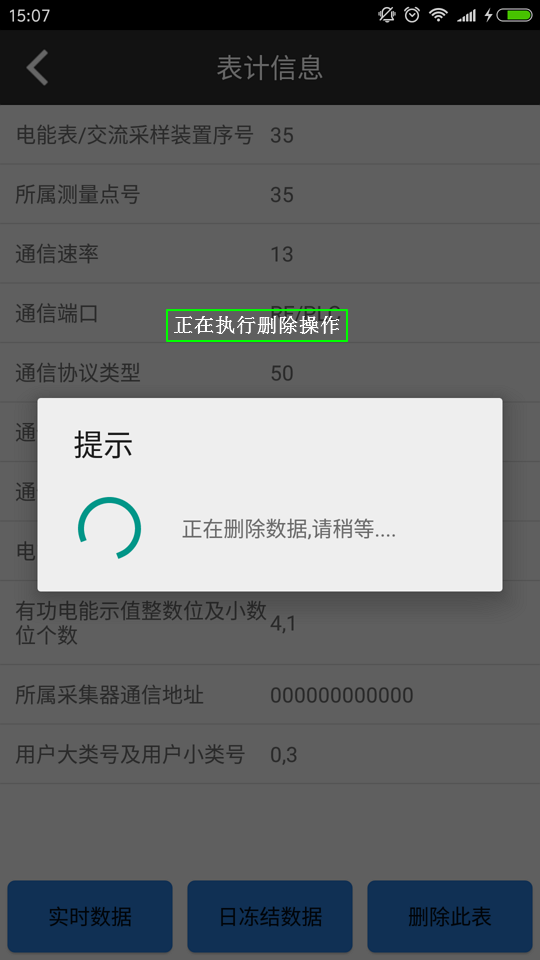 15:07
表计信息
电能表/交流采样装置序号 35
所属测量点号 35
通信速率 13
通信端口
正在执行删除操作
通信协议类型 50
通
提示
通
正在删除数据,请稍等....
电
有功电能示值整数位及小数
位个数 4,1
所属采集器通信地址 000000000000
用户大类号及用户小类号 0,3
实时数据 日冻结数据 删除此表